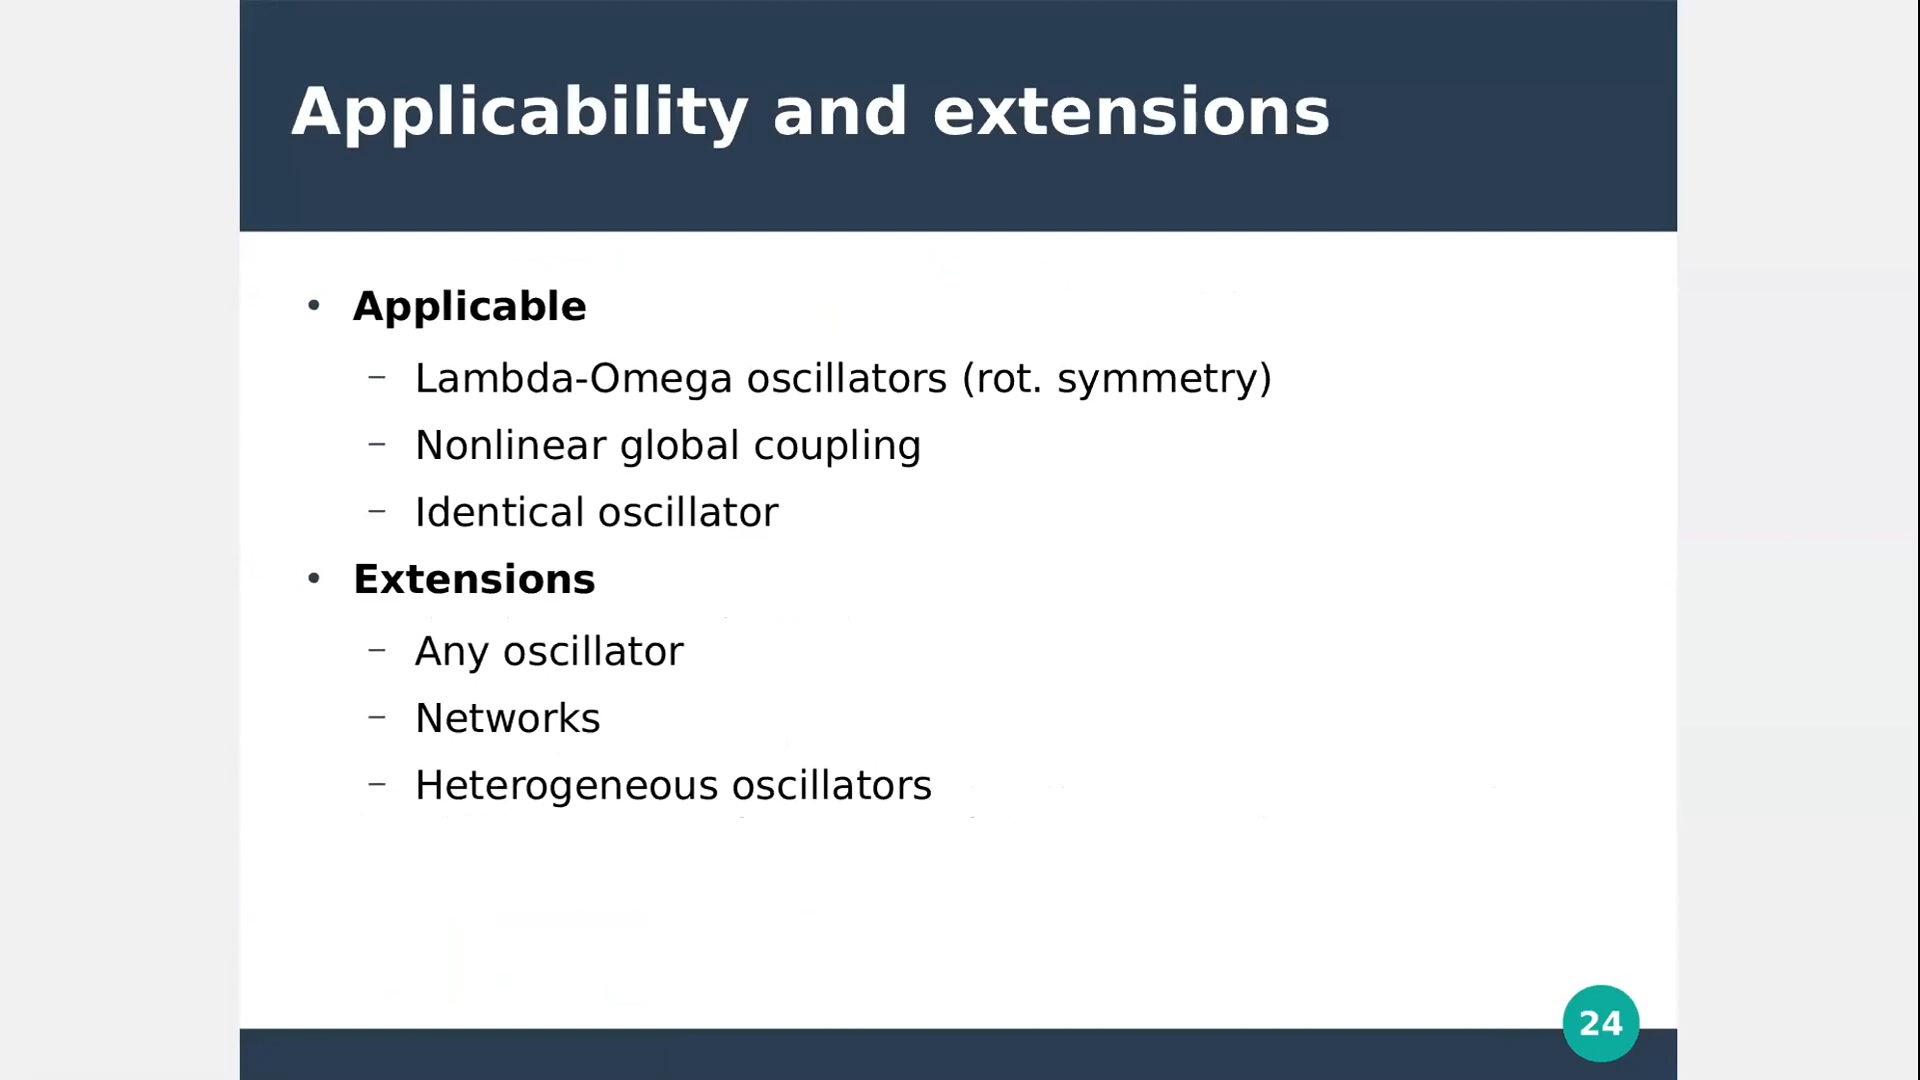 Applicability and extensions
• Applicable
– Lambda-Omega oscillators (rot. symmetry)
– Nonlinear global coupling
– Identical oscillator
• Extensions
– Any oscillator
– Networks
– Heterogeneous oscillators
24